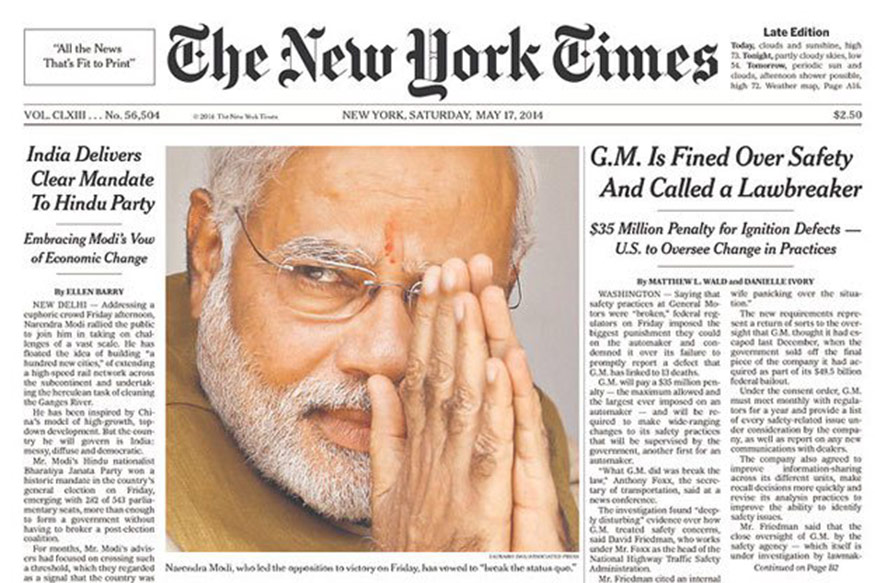 "All the News
That's Fit to Print"
The New York Times
Late Edition
Today, clouds and sunshine, high
73. Tonight, partly cloudy skies, low
54. Tomorrow, periodic sun and
clouds, afternoon shower possible,
high 72. Weather map, Page A16.
VOL. CLXIII . . . No. 56,504
© 2014 The New York Times
NEW YORK, SATURDAY, MAY 17, 2014
$2.50
India Delivers
Clear Mandate
To Hindu Party
Embracing Modi's Vow
of Economic Change
By ELLEN BARRY
NEW DELHI — Addressing a
euphoric crowd Friday afternoon,
Narendra Modi rallied the public
to join him in taking on chal-
lenges of a vast scale. He has
floated the idea of building "a
hundred new cities," of extending
a high-speed rail network across
the subcontinent and undertak-
ing the herculean task of cleaning
the Ganges River.
He has been inspired by Chi-
na's model of high-growth, top-
down development. But the coun-
try he will govern is India:
messy, diffuse and democratic.
Mr. Modi's Hindu nationalist
Bharatiya Janata Party won a
historic mandate in the country's
general election on Friday,
emerging with 282 of 543 parlia-
mentary seats, more than enough
to form a government without
having to broker a post-election
coalition.
For months, Mr. Modi's advis-
ers had focused on crossing such
a threshold, which they regarded
as a signal that the country was
Narendra Modi, who led the opposition to victory on Friday, has vowed to "break the status quo."
G.M. Is Fined Over Safety
And Called a Lawbreaker
$35 Million Penalty for Ignition Defects —
U.S. to Oversee Change in Practices
By MATTHEW L. WALD and DANIELLE IVORY
WASHINGTON — Saying that
safety practices at General Mo-
tors were "broken," federal reg-
ulators on Friday imposed the
biggest punishment they could
on the automaker and con-
demned it over its failure to
promptly report a defect that
G.M. has linked to 13 deaths.
G.M. will pay a $35 million pen-
alty — the maximum allowed and
the largest ever imposed on an
automaker — and will be re-
quired to make wide-ranging
changes to its safety practices
that will be supervised by the
government, another first for an
automaker.
"What G.M. did was break the
law," Anthony Foxx, the secre-
tary of transportation, said at a
news conference.
The investigation found "deep-
ly disturbing" evidence over how
G.M. treated safety concerns,
said David Friedman, who works
under Mr. Foxx as the head of the
National Highway Traffic Safety
Administration.
Mr. Friedman cited an internal
wife panicking over the situa-
tion."
The new requirements repre-
sent a return of sorts to the over-
sight that G.M. thought it had es-
caped last December, when the
government sold off the final
piece of the company it had ac-
quired as part of its $49.5 billion
federal bailout.
Under the consent order, G.M.
must meet monthly with regula-
tors for a year and provide a list
of every safety-related issue un-
der consideration by the compa-
ny, as well as report on any new
communications with dealers.
The company also agreed to
improve information-sharing
across its different units, make
recall decisions more quickly and
revise its analysis practices to
improve the ability to identify
safety issues.
Mr. Friedman said that the
close oversight of G.M. by the
safety agency — which itself is
under investigation by lawmak-
Continued on Page B2